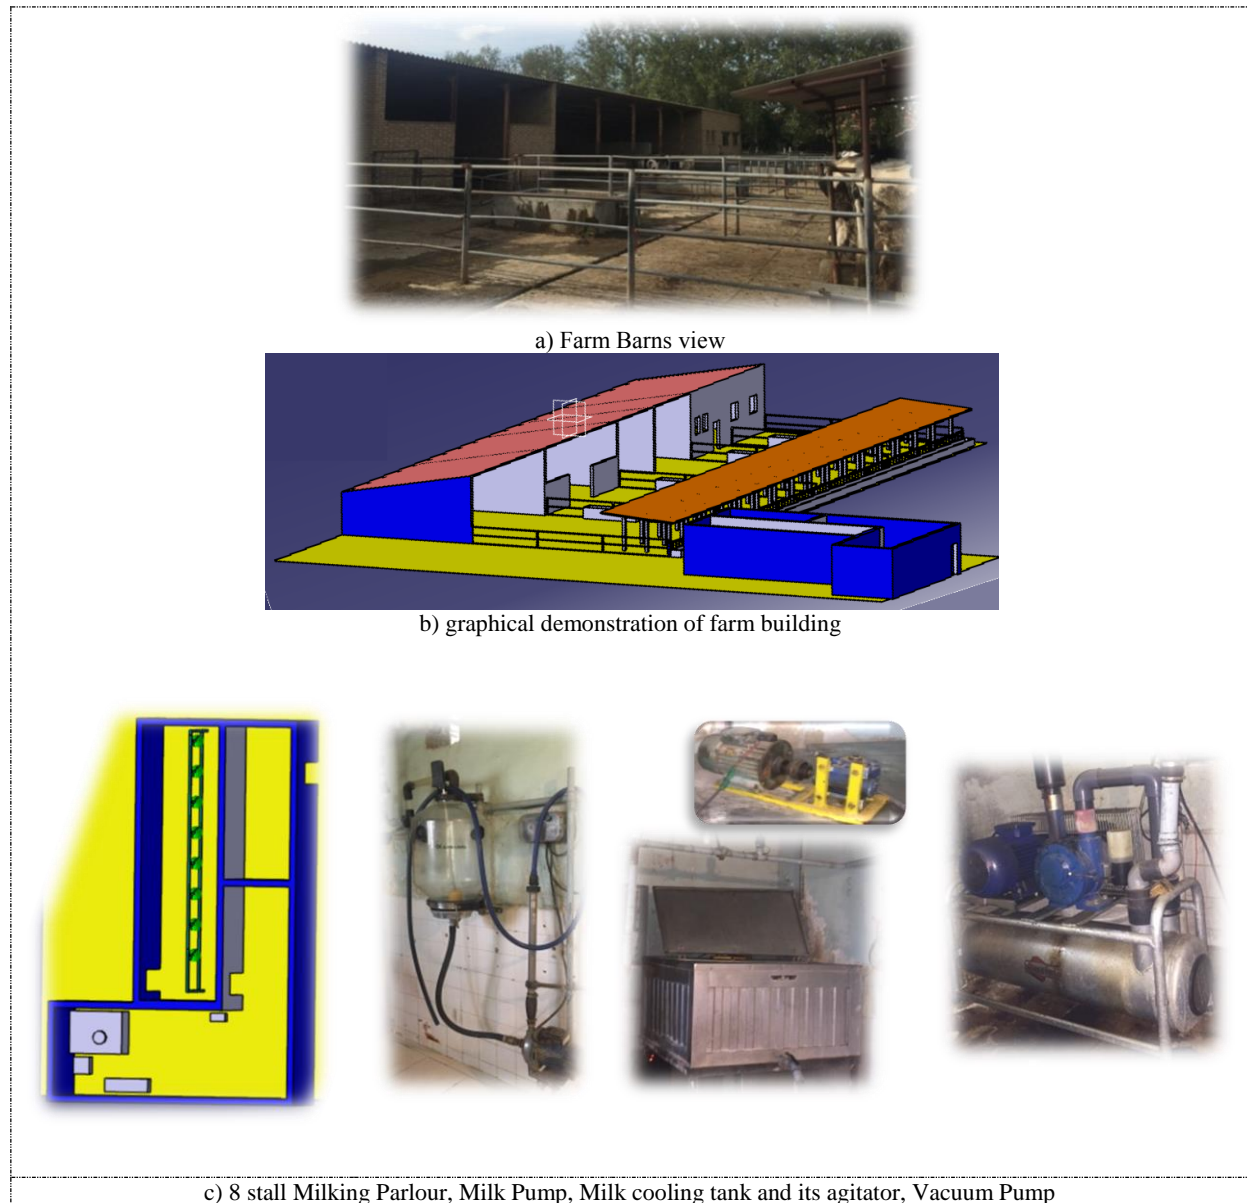 a) Farm Barns view
b) graphical demonstration of farm building
c) 8 stall Milking Parlour, Milk Pump, Milk cooling tank and its agitator, Vacuum Pump